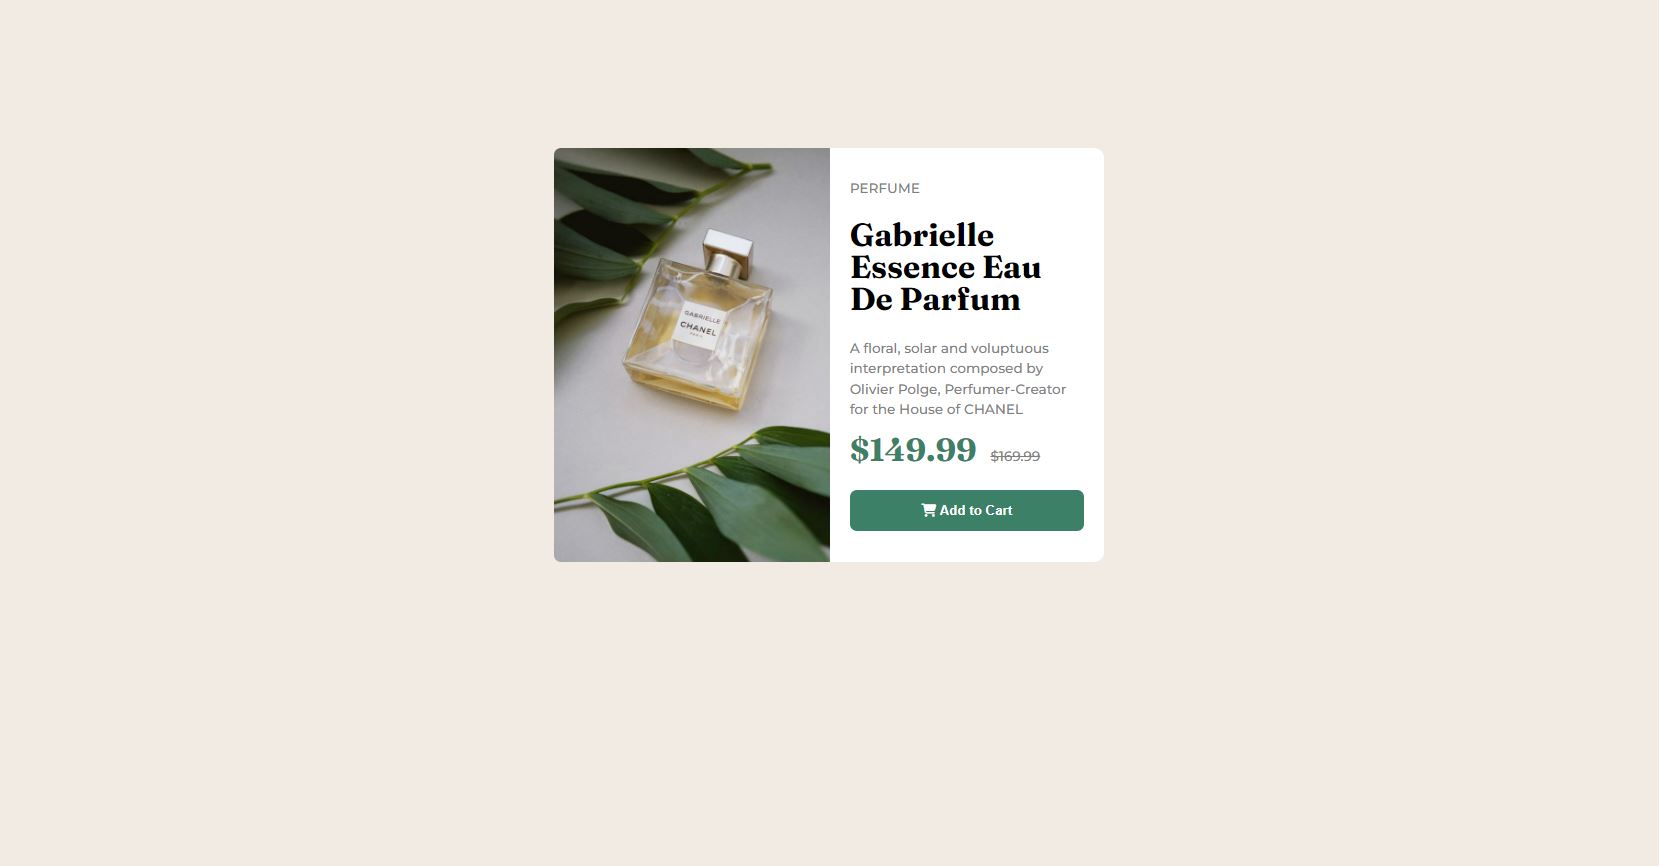 GABRIELLE
CHANEL
PARIS
PERFUME
Gabrielle
Essence Eau
De Parfum
A floral, solar and voluptuous
interpretation composed by
Olivier Polge, Perfumer-Creator
for the House of CHANEL
$149.99 $169.99
Add to Cart